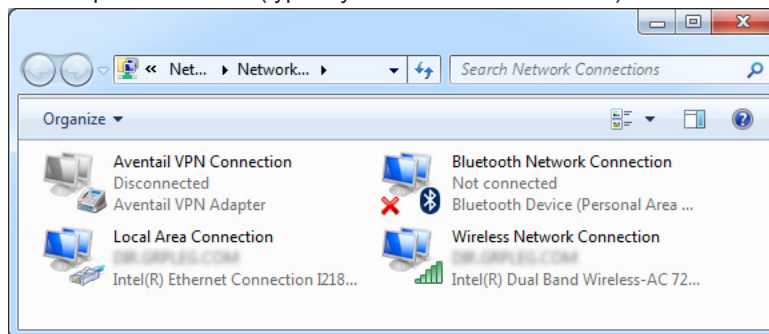 « Net... ▸ Network... ▸ Search Network Connections
Organize
Aventail VPN Connection
Disconnected
Aventail VPN Adapter
Bluetooth Network Connection
Not connected
Bluetooth Device (Personal Area ...
Local Area Connection
Intel(R) Ethernet Connection I218...
Wireless Network Connection
Intel(R) Dual Band Wireless-AC 72...